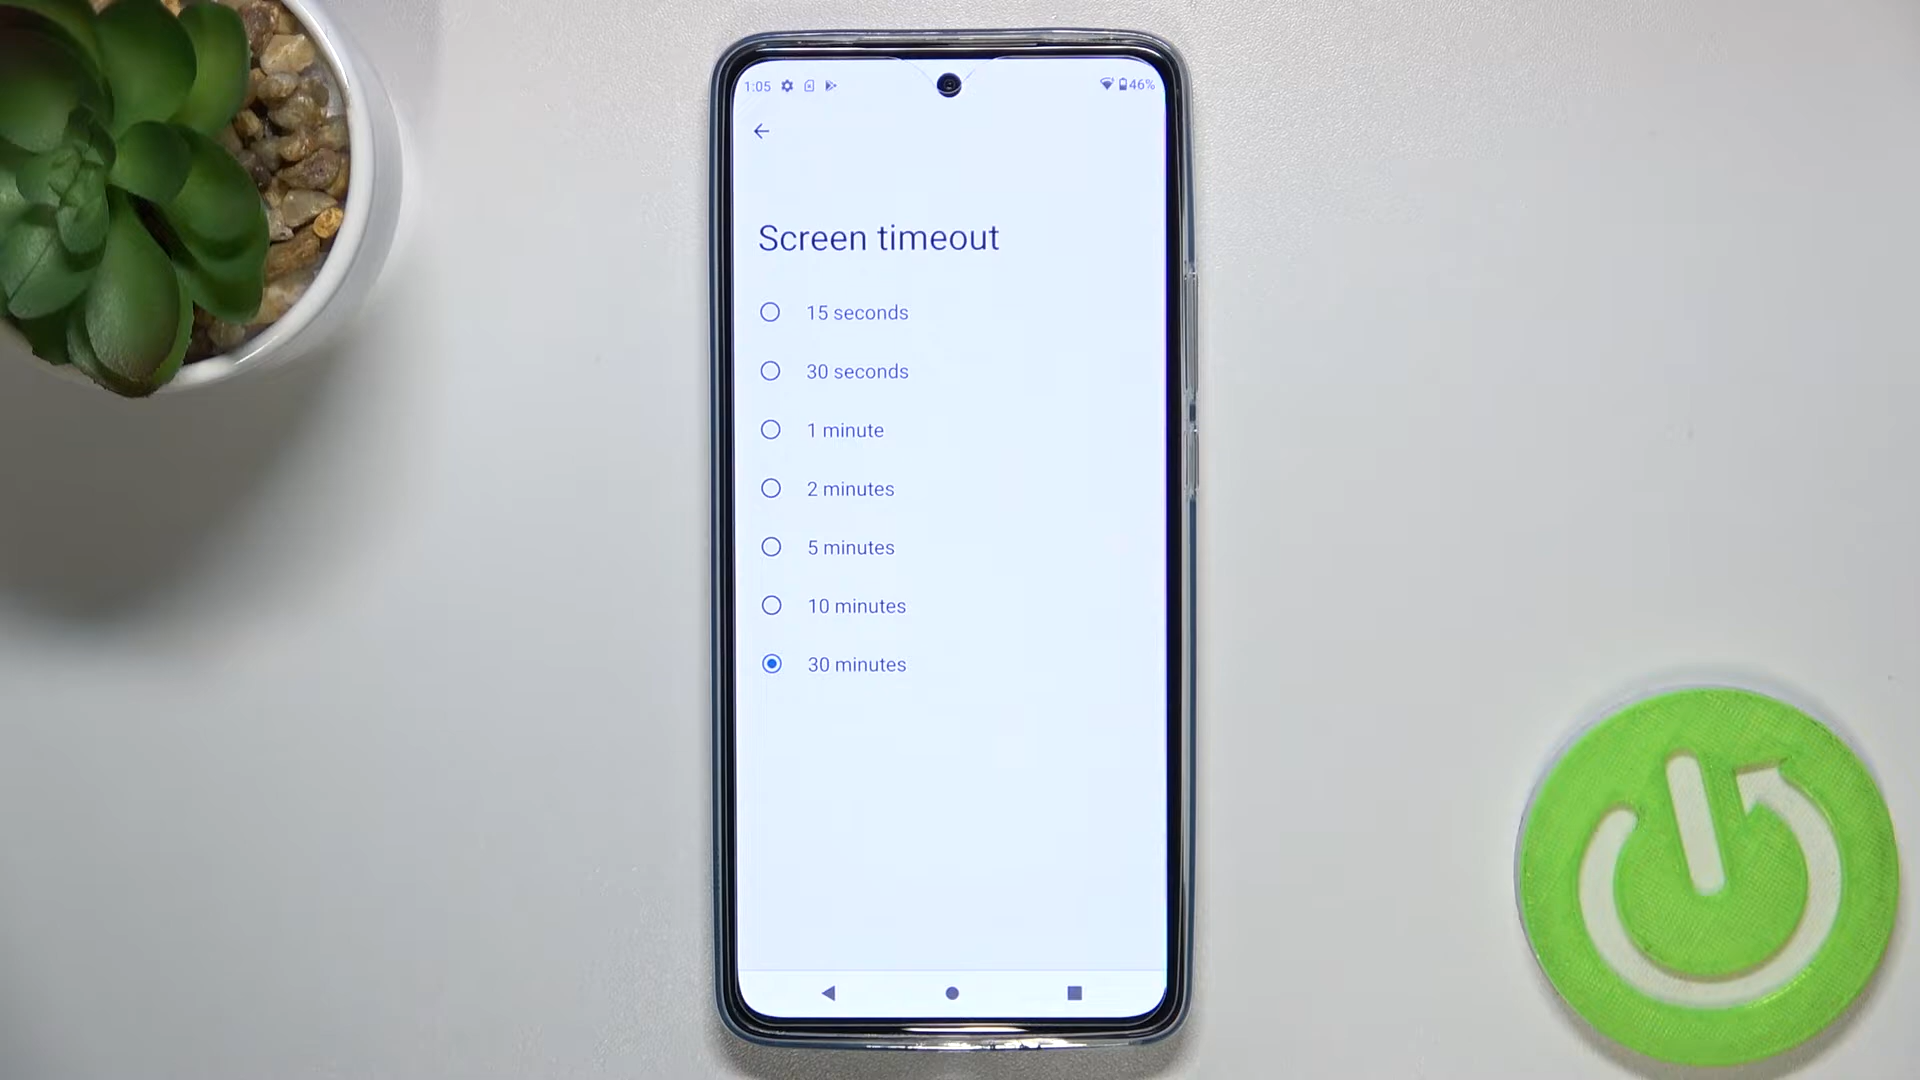 1:05 46%
Screen timeout
15 seconds
30 seconds
1 minute
2 minutes
5 minutes
10 minutes
30 minutes